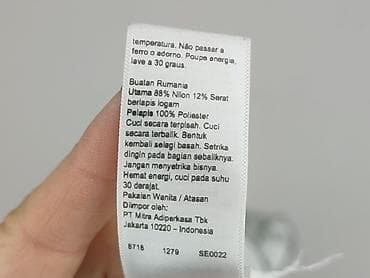 temperatura. Não passar a
ferro o adorno. Poupe energia,
lave a 30 graus.
Buatan Rumania
Utama 88% Nilon 12% Serat
berlapis logam
Pelapis 100% Poliester
Cuci secara terpisah. Cuci
secara terbalik. Bentuk
kembali selagi basah. Setrika
dingin pada bagian sebaliknya.
Jangan menyetrika bisnya.
Hemat energi, cuci pada suhu
30 derajat.
Pakaian Wanita / Atasan
Diimpor oleh:
PT Mitra Adiperkasa Tbk
Jakarta 10220 - Indonesia
8718 1279 SE0022